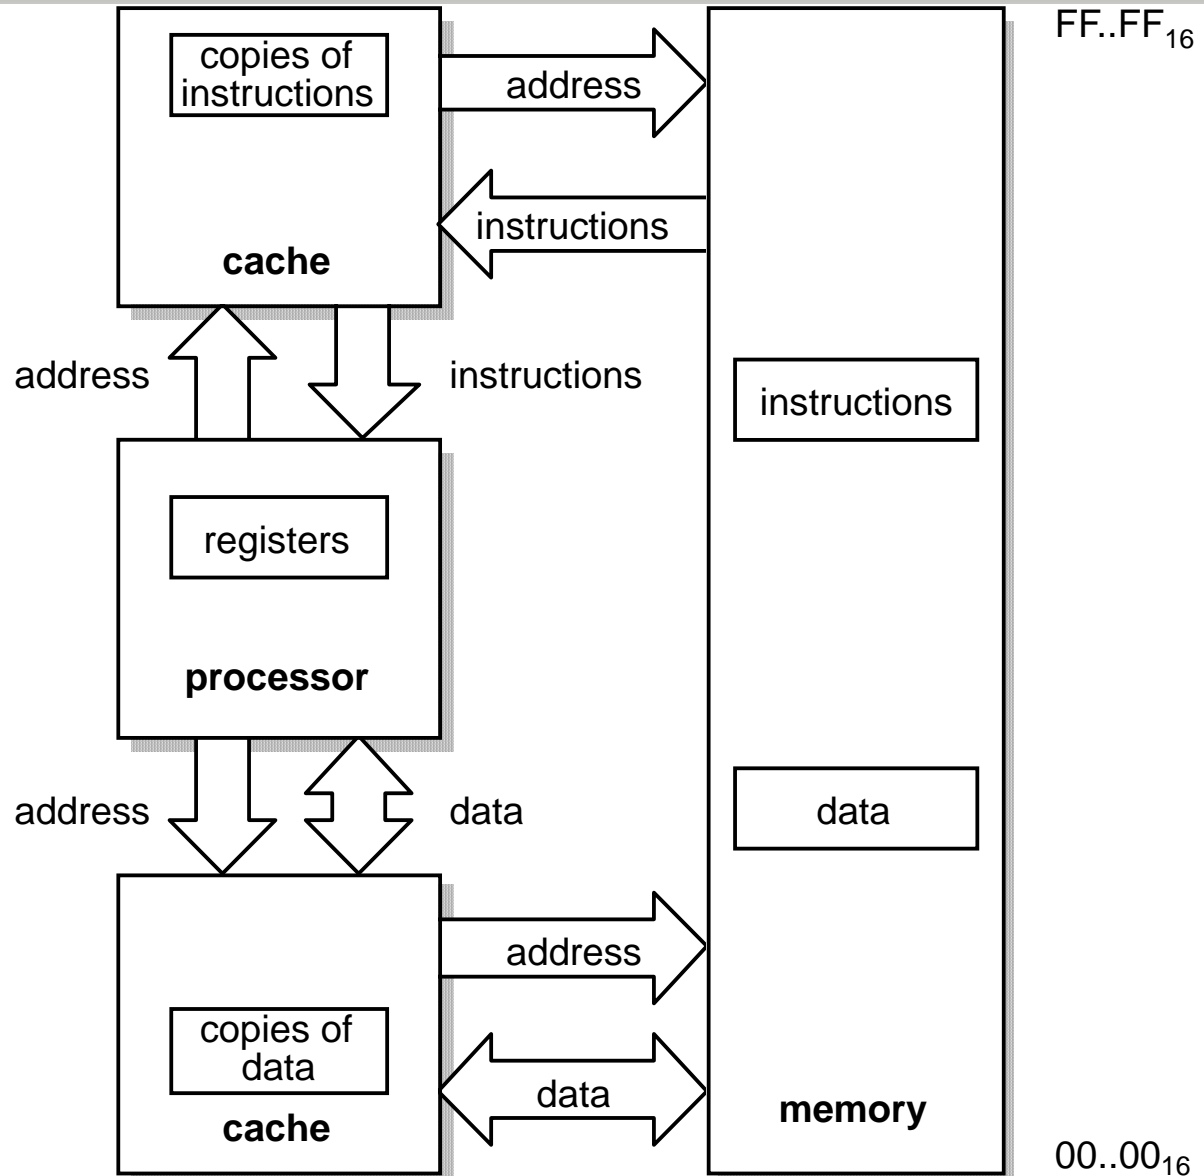 FF..FF₁₆
copies of
instructions
address
instructions
cache
address
instructions
instructions
registers
processor
address
data
data
address
copies of
data
cache
data
memory
00..00₁₆